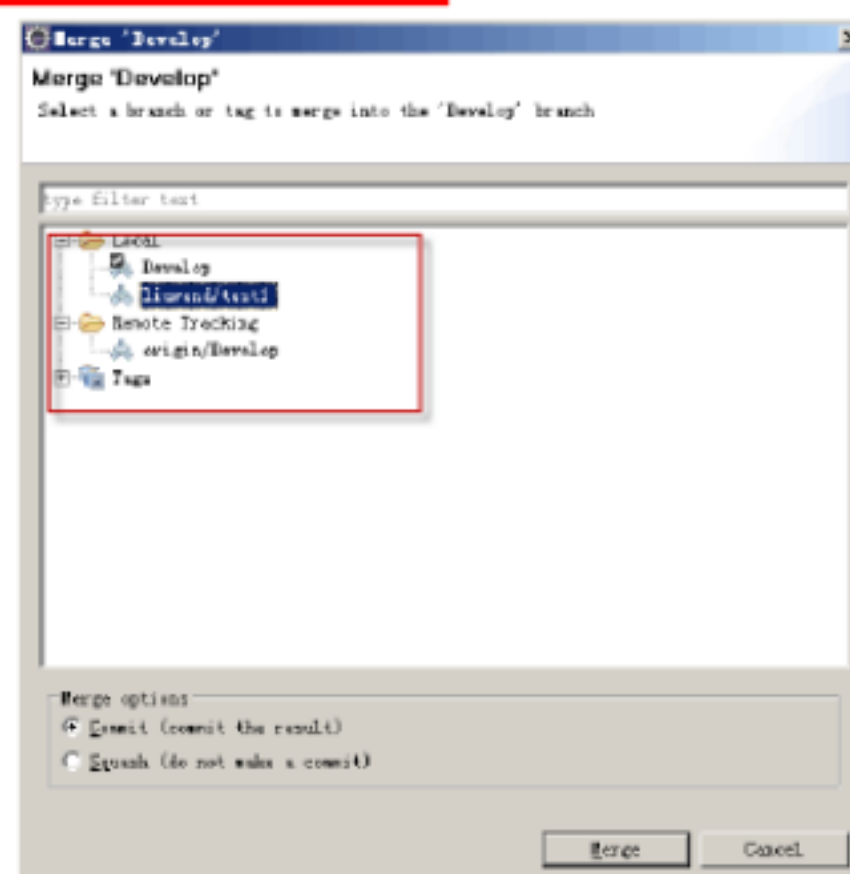 Merge 'Develop'
Merge "Develop"
Select a branch or tag to merge into the 'Develop' branch
type filter text
Local
Develop
Remote Tracking
origin/Develop
Tags
Merge options
Commit (commit the result)
Squash (do not make a commit)
Merge
Cancel